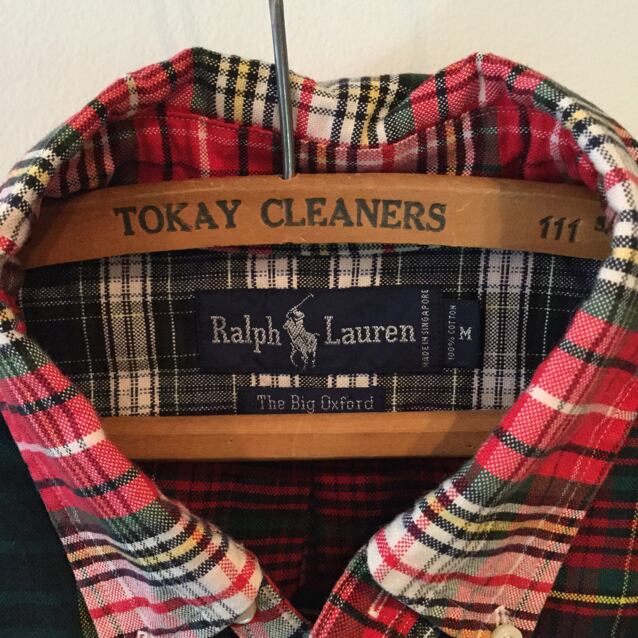 TOKAY CLEANERS 111
Ralph Lauren
MADE IN SINGAPORE
100% COTTON
M
The Big Oxford